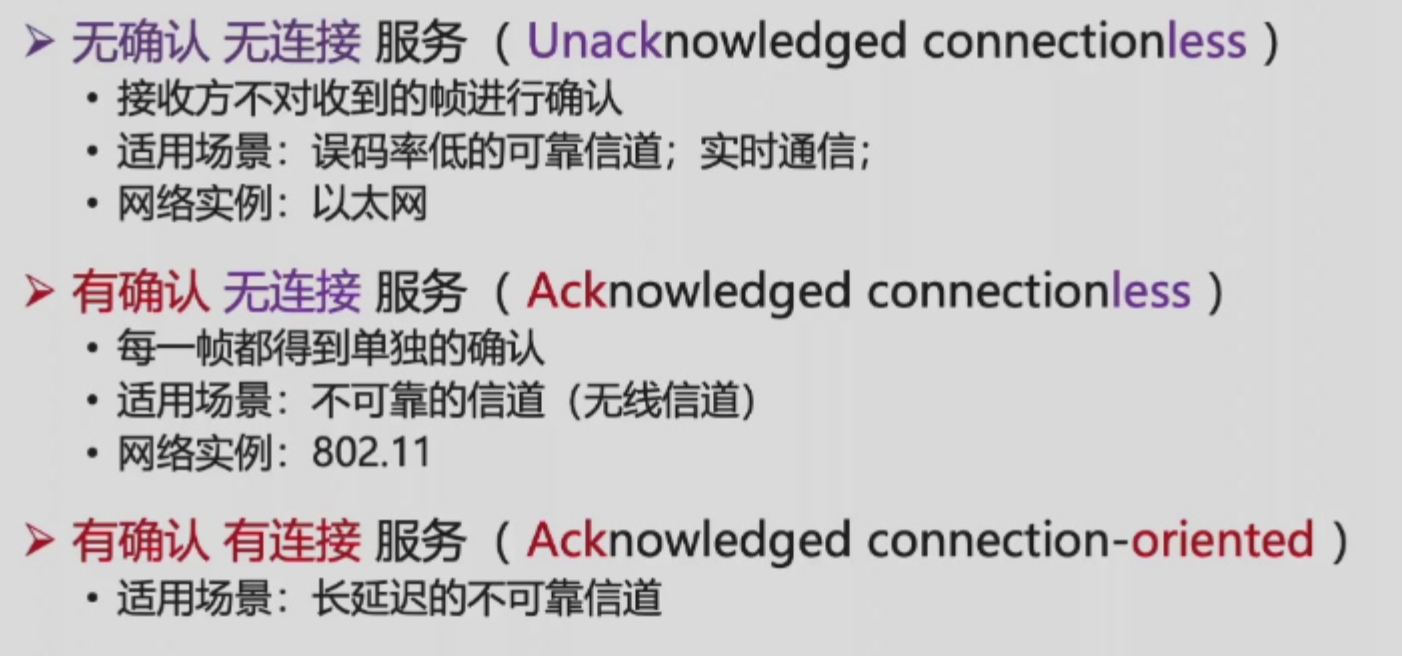 ➢ 无确认 无连接 服务（ Unacknowledged connectionless ）
• 接收方不对收到的帧进行确认
• 适用场景：误码率低的可靠信道；实时通信；
• 网络实例：以太网
➢ 有确认 无连接 服务（ Acknowledged connectionless ）
• 每一帧都得到单独的确认
• 适用场景：不可靠的信道（无线信道）
• 网络实例：802.11
➢ 有确认 有连接 服务（ Acknowledged connection-oriented ）
• 适用场景：长延迟的不可靠信道